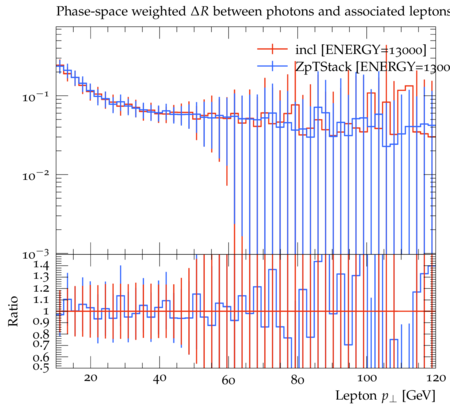 Phase-space weighted ΔR between photons and associated leptons
incl [ENERGY=13000]
ZpTStack [ENERGY=1300
10⁻¹
10⁻²
10⁻³
1.4
1.3
1.2
1.1
1
0.9
0.8
0.7
0.6
0.5
Ratio
20 40 60 80 100 120
Lepton p⊥ [GeV]